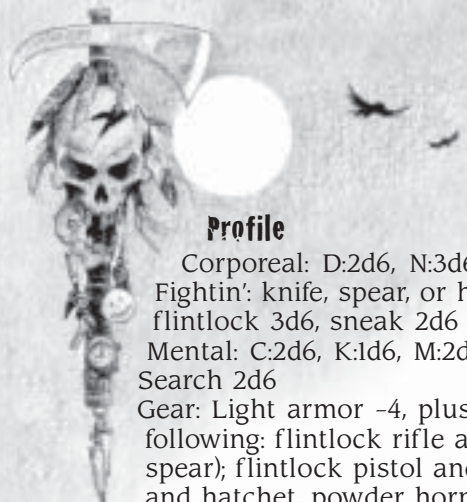 Profile
Corporeal: D:2d6, N:3d6
Fightin': knife, spear, or h
flintlock 3d6, sneak 2d6
Mental: C:2d6, K:1d6, M:2d
Search 2d6
Gear: Light armor -4, plus
following: flintlock rifle a
spear); flintlock pistol and
and hatchet, powder horn